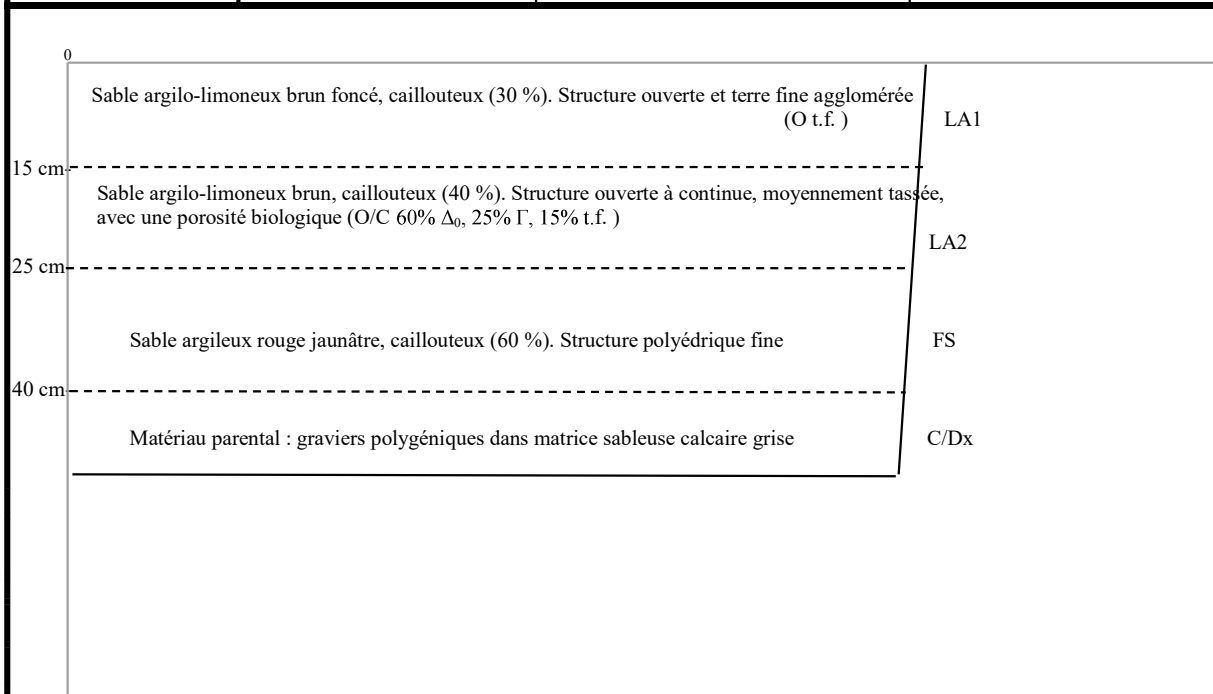 0
Sable argilo-limoneux brun foncé, caillouteux (30 %). Structure ouverte et terre fine agglomérée
(O t.f. )
LA1
15 cm
Sable argilo-limoneux brun, caillouteux (40 %). Structure ouverte à continue, moyennement tassée,
avec une porosité biologique (O/C 60% Δ₀, 25% Γ, 15% t.f. )
LA2
25 cm
Sable argileux rouge jaunâtre, caillouteux (60 %). Structure polyédrique fine
FS
40 cm
Matériau parental : graviers polygéniques dans matrice sableuse calcaire grise
C/Dx